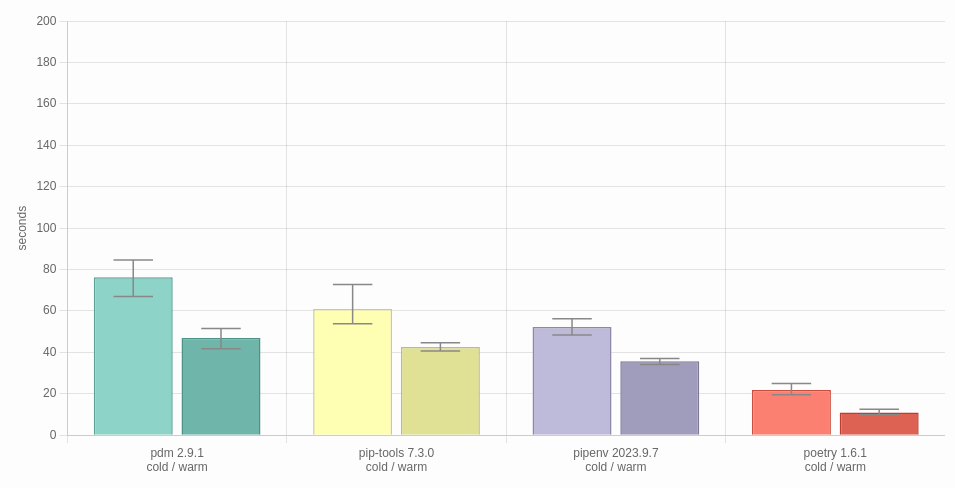 200
180
160
140
120
100
80
60
40
20
0
seconds
pdm 2.9.1
cold / warm
pip-tools 7.3.0
cold / warm
pipenv 2023.9.7
cold / warm
poetry 1.6.1
cold / warm